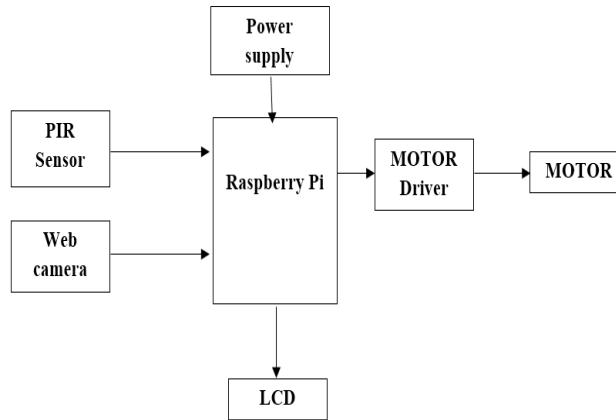 Power
supply
PIR
Sensor
Raspberry Pi
MOTOR
Driver
MOTOR
Web
camera
LCD